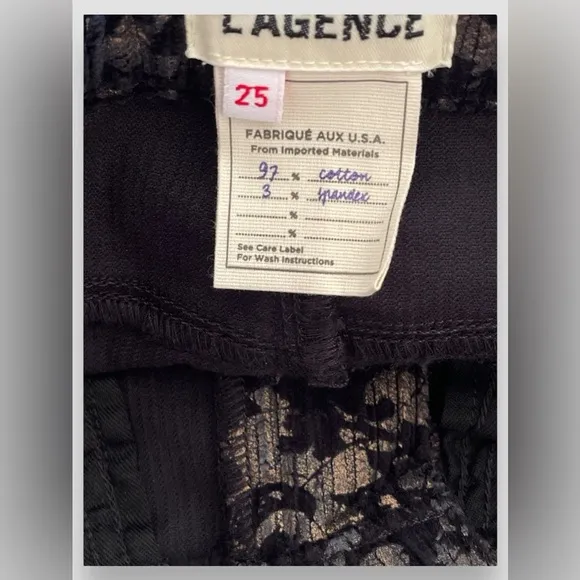 L'AGENCE
25
FABRIQUÉ AUX U.S.A.
From Imported Materials
97 % cotton
3 % spandex
%
%
See Care Label
For Wash Instructions